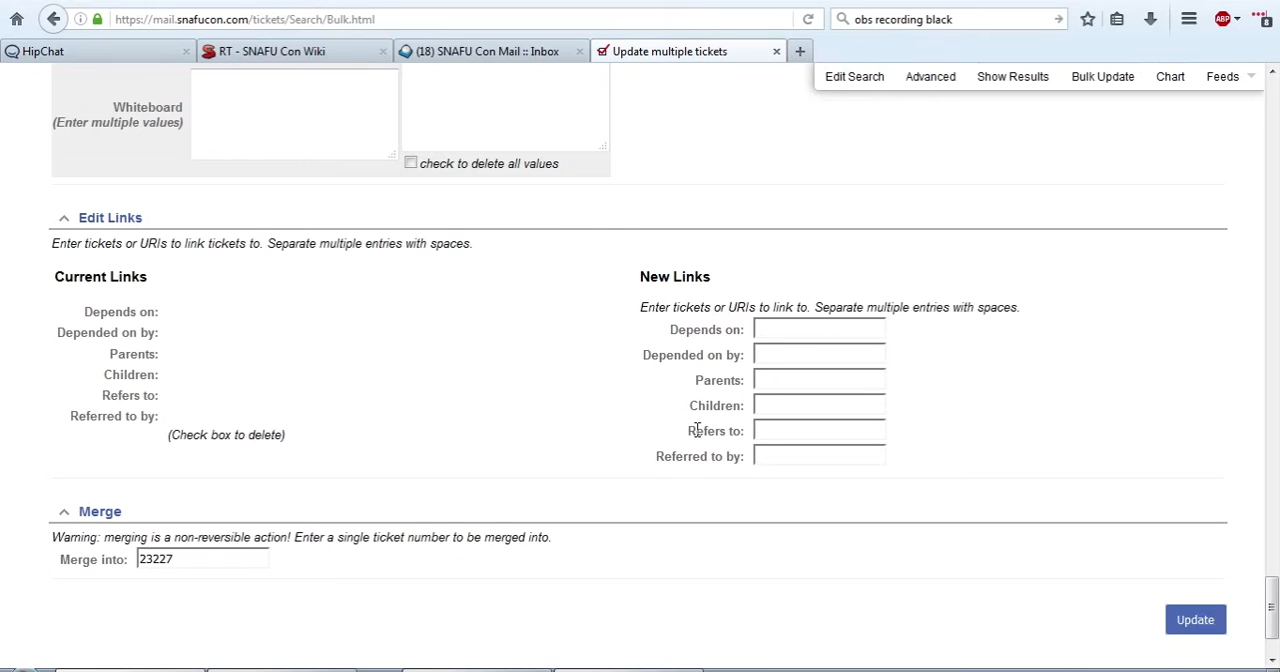 https://mail.snafucon.com/tickets/Search/Bulk.html
obs recording black
ABP
8
HipChat
RT - SNAFU Con Wiki
(18) SNAFU Con Mail :: Inbox
Update multiple tickets
Edit Search
Advanced
Show Results
Bulk Update
Chart
Feeds
Whiteboard
(Enter multiple values)
check to delete all values
Edit Links
Enter tickets or URIs to link tickets to. Separate multiple entries with spaces.
Current Links
Depends on:
Depended on by:
Parents:
Children:
Refers to:
Referred to by:
(Check box to delete)
New Links
Enter tickets or URIs to link to. Separate multiple entries with spaces.
Depends on:
Depended on by:
Parents:
Children:
Refers to:
Referred to by:
Merge
Warning: merging is a non-reversible action! Enter a single ticket number to be merged into.
Merge into: 23227
Update